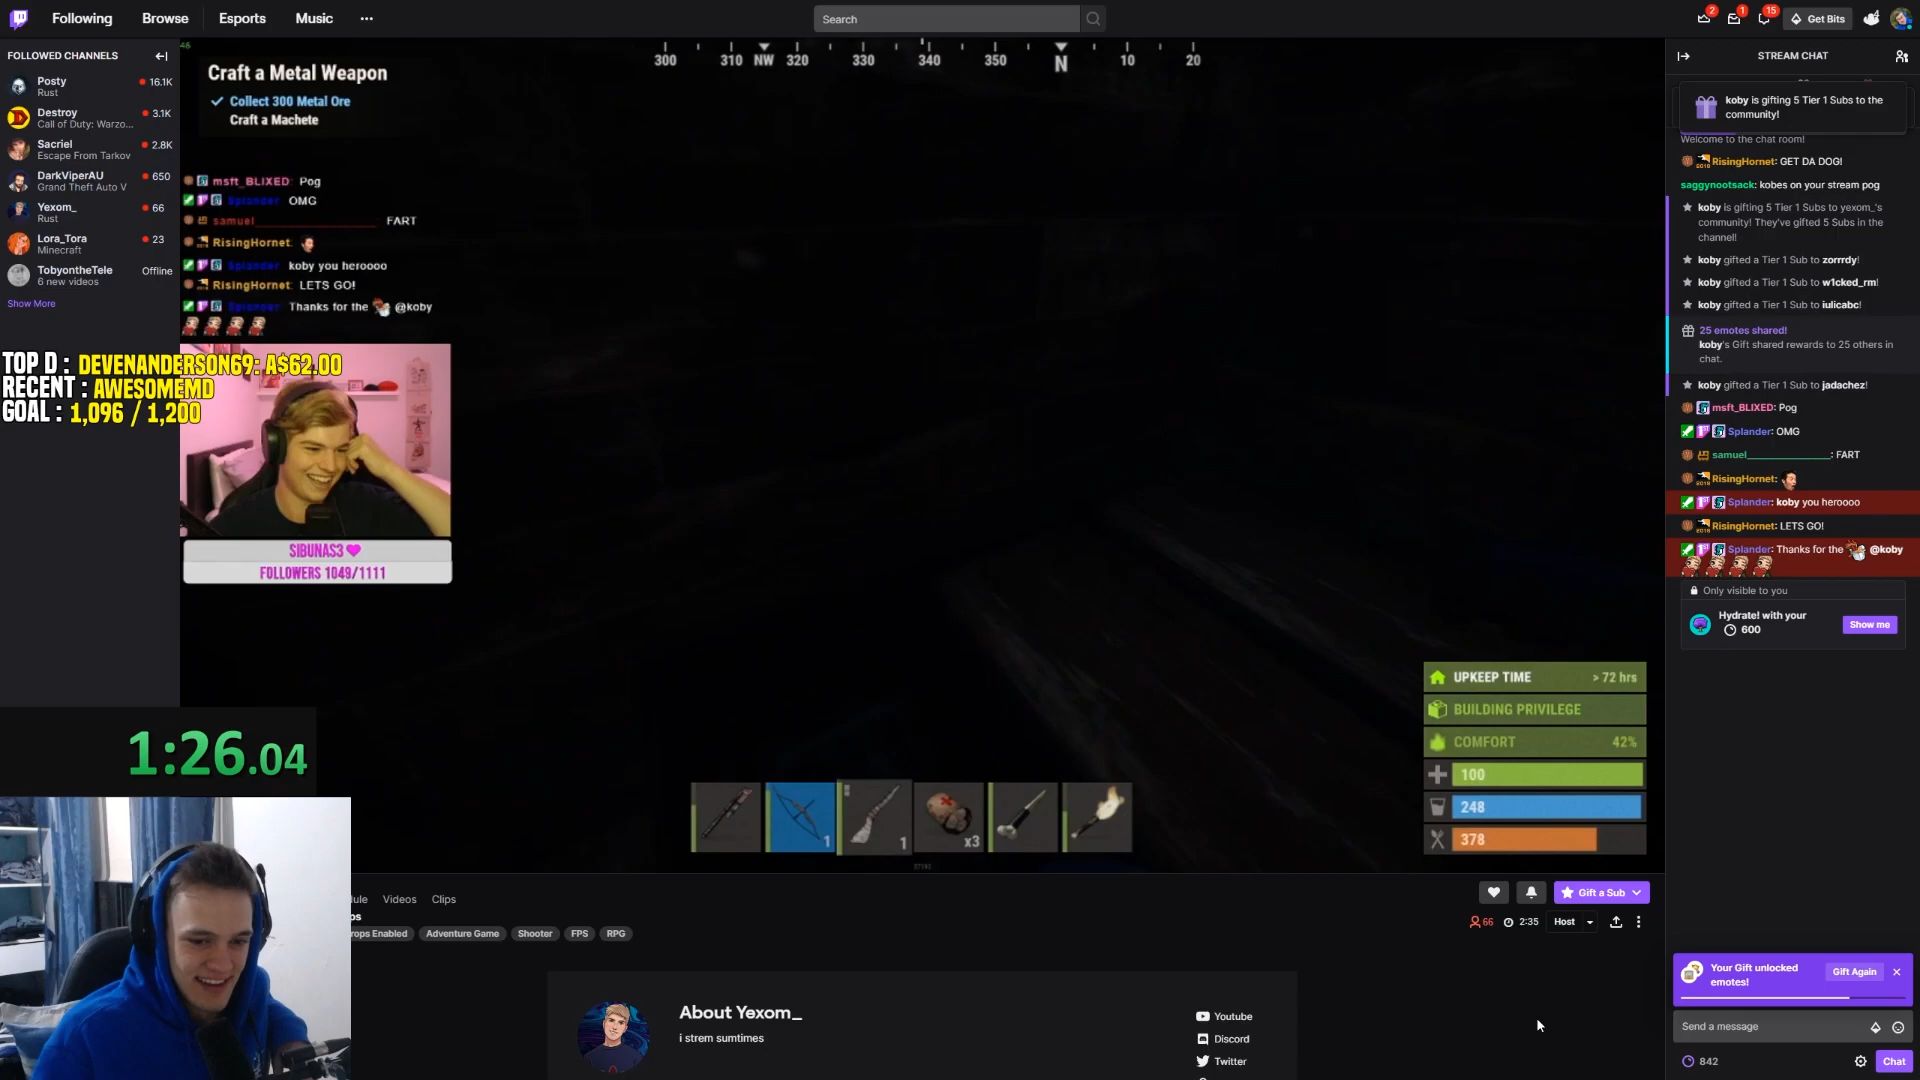 Following
Browse
Esports
Music
Search
2
1
15
Get Bits
FOLLOWED CHANNELS
Posty
16.1K
Rust
Destroy
3.1K
Call of Duty: Warzo...
Sacriel
2.8K
Escape From Tarkov
DarkViperAU
650
Grand Theft Auto V
Yexom_
66
Rust
Lora_Tora
23
Minecraft
TobyontheTele
Offline
6 new videos
Show More
TOP D : DEVENANDERSON69: A$62.00
RECENT : AWESOMEMD
GOAL : 1,096 / 1,200
1:26.04
46
Craft a Metal Weapon
Collect 300 Metal Ore
Craft a Machete
300 310 NW 320 330 340 350 N 10 20
msft_BLIXED: Pog
Splander OMG
samuel________________ FART
RisingHornet:
Splander koby you heroooo
RisingHornet: LETS GO!
Splander: Thanks for the @koby
SIBUNAS3
FOLLOWERS 1049/1111
UPKEEP TIME > 72 hrs
BUILDING PRIVILEGE
COMFORT 42%
100
248
378
1
1
x3
Videos
Clips
rops Enabled
Adventure Game
Shooter
FPS
RPG
Gift a Sub
66
2:35
Host
About Yexom_
i strem sumtimes
Youtube
Discord
Twitter
STREAM CHAT
koby is gifting 5 Tier 1 Subs to the
community!
Welcome to the chat room!
RisingHornet: GET DA DOG!
saggynootsack: kobes on your stream pog
koby is gifting 5 Tier 1 Subs to yexom_'s
community! They've gifted 5 Subs in the
channel!
koby gifted a Tier 1 Sub to zorrrdy!
koby gifted a Tier 1 Sub to w1cked_rm!
koby gifted a Tier 1 Sub to iulicabc!
25 emotes shared!
koby's Gift shared rewards to 25 others in
chat.
koby gifted a Tier 1 Sub to jadachez!
msft_BLIXED: Pog
Splander: OMG
samuel________________: FART
RisingHornet:
Splander: koby you heroooo
RisingHornet: LETS GO!
Splander: Thanks for the @koby
Only visible to you
Hydrate! with your
600
Show me
Your Gift unlocked
emotes!
Gift Again
Send a message
842
Chat